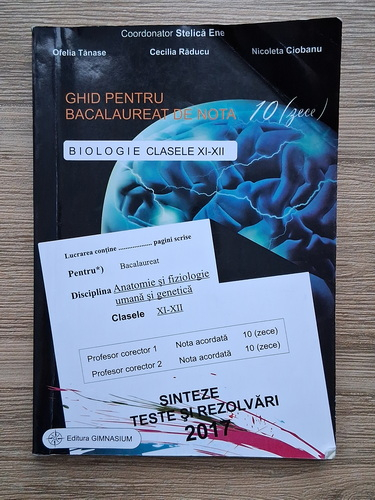 Coordonator Stelică Ene
Ofelia Tănase Cecilia Răducu Nicoleta Ciobanu
GHID PENTRU
BACALAUREAT DE NOTA 10 (zece)
BIOLOGIE CLASELE XI-XII
Lucrarea conține .................... pagini scrise
Pentru*) Bacalaureat
Disciplina Anatomie și fiziologie
umană și genetică
Clasele XI-XII
Profesor corector 1 Nota acordată 10 (zece)
Profesor corector 2 Nota acordată 10 (zece)
SINTEZE
TESTE ȘI REZOLVĂRI
2017
Editura GIMNASIUM